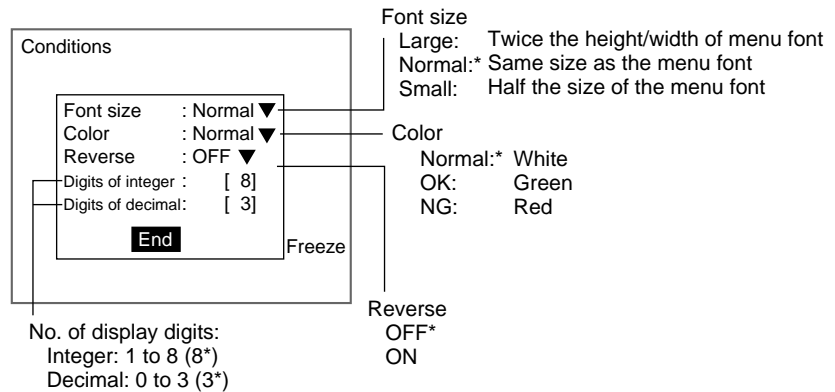 Conditions
Font size : Normal ▼
Color : Normal ▼
Reverse : OFF ▼
Digits of integer : [ 8]
Digits of decimal: [ 3]
End
Freeze
Font size
Large: Twice the height/width of menu font
Normal:* Same size as the menu font
Small: Half the size of the menu font
Color
Normal:* White
OK: Green
NG: Red
Reverse
OFF*
ON
No. of display digits:
Integer: 1 to 8 (8*)
Decimal: 0 to 3 (3*)